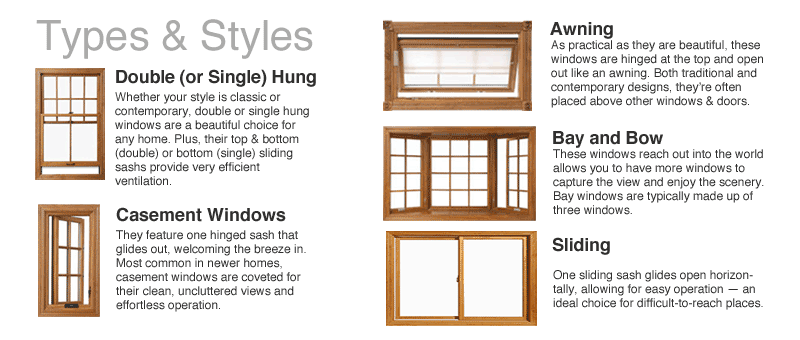 Types & Styles
Double (or Single) Hung
Whether your style is classic or
contemporary, double or single hung
windows are a beautiful choice for
any home. Plus, their top & bottom
(double) or bottom (single) sliding
sashs provide very efficient
ventilation.
Casement Windows
They feature one hinged sash that
glides out, welcoming the breeze in.
Most common in newer homes,
casement windows are coveted for
their clean, uncluttered views and
effortless operation.
Awning
As practical as they are beautiful, these
windows are hinged at the top and open
out like an awning. Both traditional and
contemporary designs, they're often
placed above other windows & doors.
Bay and Bow
These windows reach out into the world
allows you to have more windows to
capture the view and enjoy the scenery.
Bay windows are typically made up of
three windows.
Sliding
One sliding sash glides open horizon-
tally, allowing for easy operation — an
ideal choice for difficult-to-reach places.